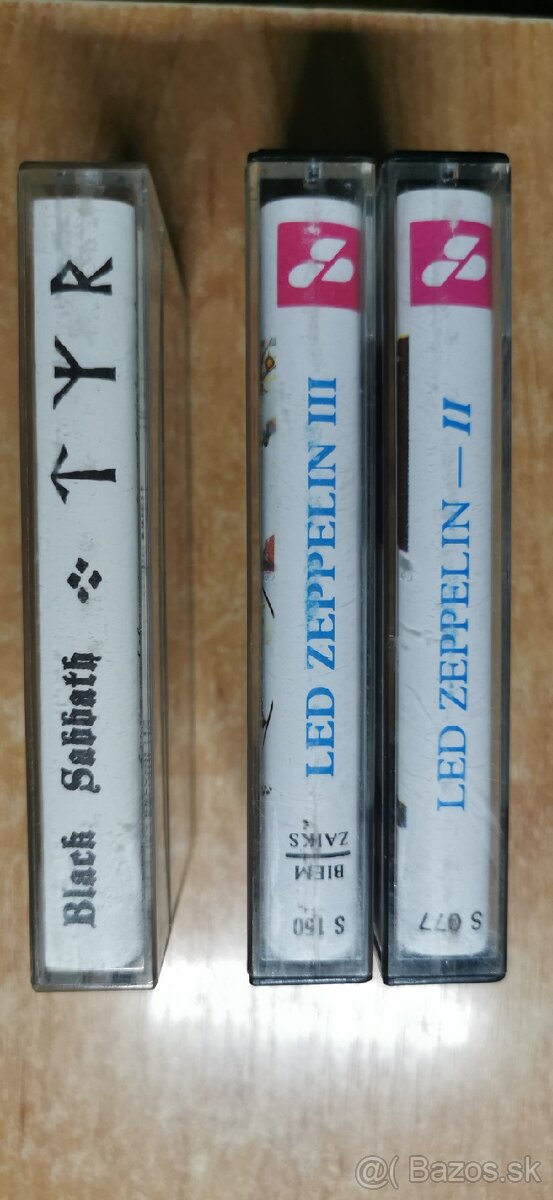 Black Sabbath TYR
LED ZEPPELIN III
BIEM
ZAIKS
S 150
LED ZEPPELIN — II
S 077
@( Bazos.sk